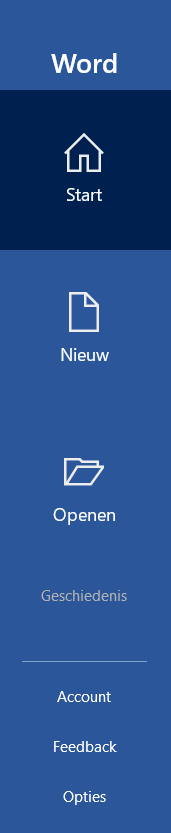 Word
Start
Nieuw
Openen
Geschiedenis
Account
Feedback
Opties